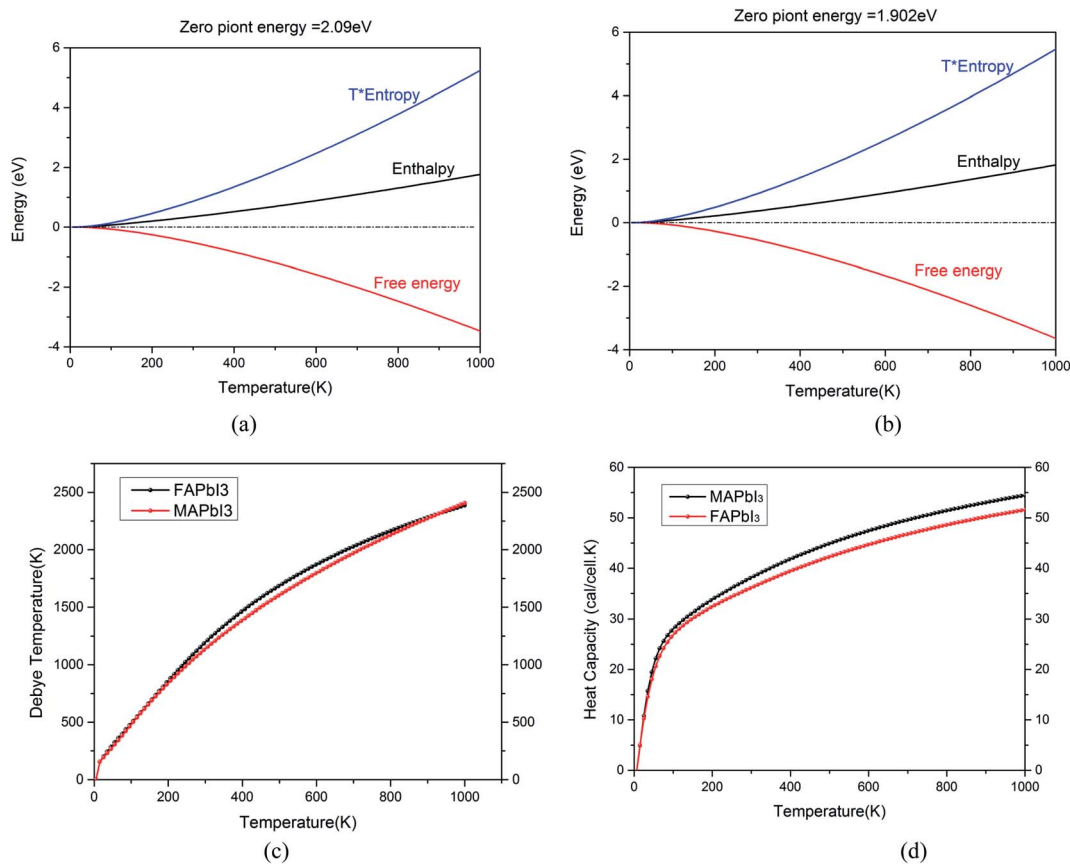 Zero piont energy =2.09eV
6
4
2
0
-2
-4
Energy (eV)
T*Entropy
Enthalpy
Free energy
0
200
400
600
800
1000
Temperature(K)
(a)
Zero piont energy =1.902eV
6
4
2
0
-2
-4
Energy (eV)
T*Entropy
Enthalpy
Free energy
0
200
400
600
800
1000
Temperature(K)
(b)
FAPbI3
MAPbI3
2500
2000
1500
1000
500
0
Debye Temperature(K)
2500
2000
1500
1000
500
0
0
200
400
600
800
1000
Temperature(K)
(c)
MAPbI₃
FAPbI₃
60
50
40
30
20
10
0
Heat Capacity (cal/cell.K)
60
50
40
30
20
10
0
0
200
400
600
800
1000
Temperature(K)
(d)